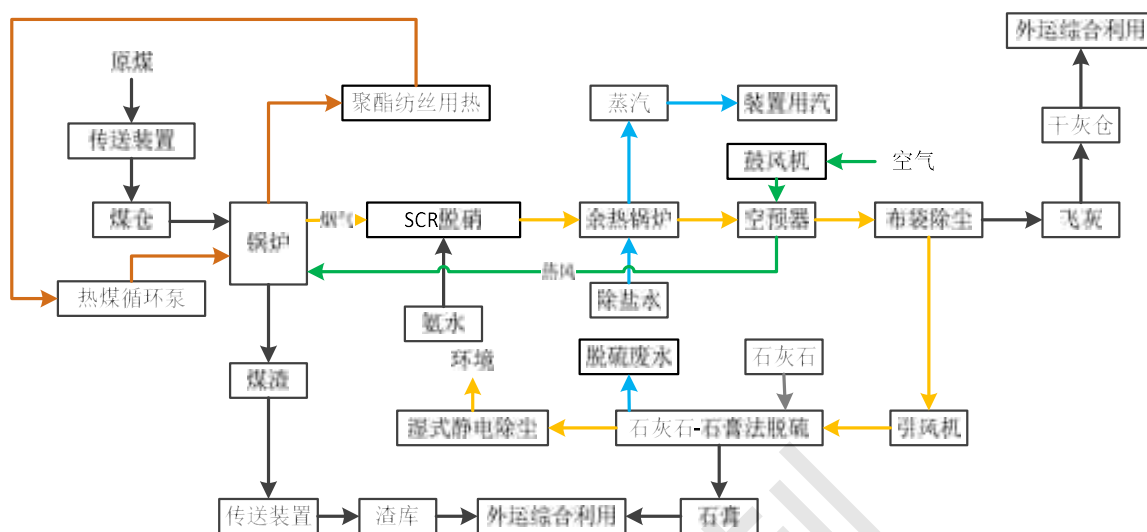 外运综合利用
原煤
聚酯纺丝用热
蒸汽
装置用汽
干灰仓
传送装置
鼓风机
空气
煤仓
锅炉
烟气
SCR脱硝
余热锅炉
空预器
布袋除尘
飞灰
热风
热煤循环泵
除盐水
氨水
环境
脱硫废水
石灰石
煤渣
湿式静电除尘
石灰石-石膏法脱硫
引风机
传送装置
渣库
外运综合利用
石膏